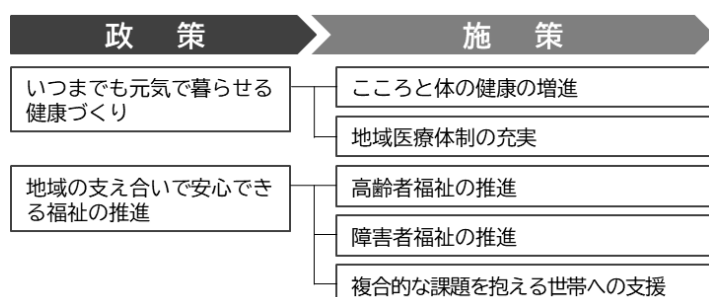 政　策
施　策
いつまでも元気で暮らせる
健康づくり
こころと体の健康の増進
地域医療体制の充実
地域の支え合いで安心でき
る福祉の推進
高齢者福祉の推進
障害者福祉の推進
複合的な課題を抱える世帯への支援